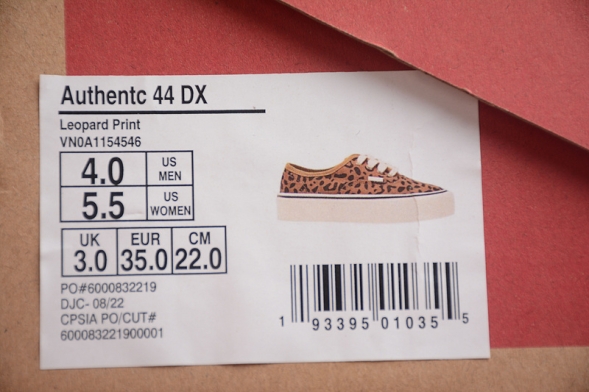 Authentc 44 DX
Leopard Print
VN0A1154546
4.0 US MEN
5.5 US WOMEN
UK EUR CM
3.0 35.0 22.0
PO#6000832219
DJC- 08/22
CPSIA PO/CUT#
600083221900001
1 93395 01035 5